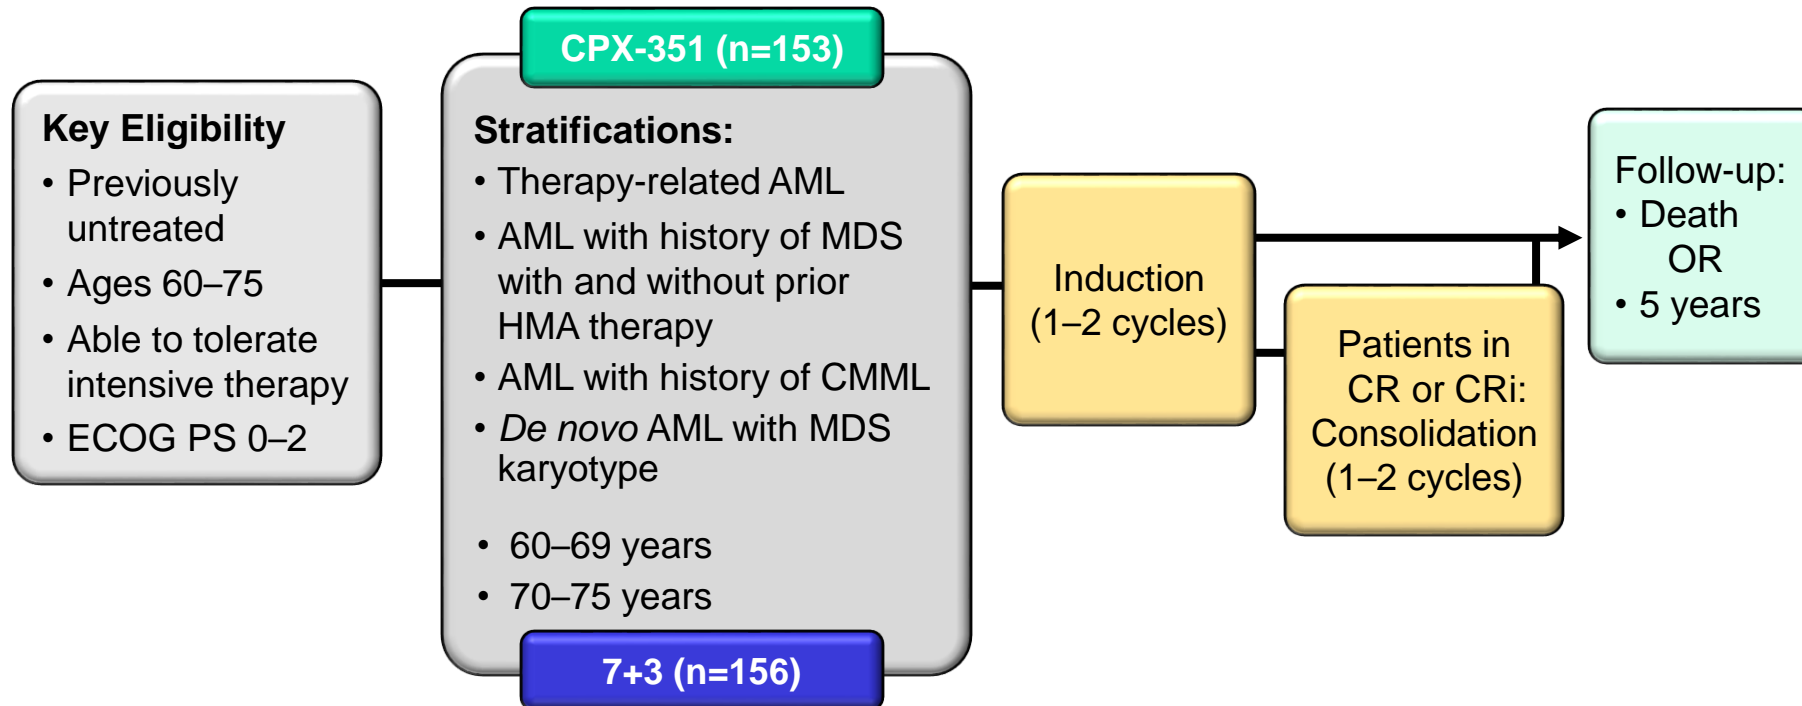 CPX-351 (n=153)
Key Eligibility
• Previously
untreated
• Ages 60–75
• Able to tolerate
intensive therapy
• ECOG PS 0–2
Stratifications:
• Therapy-related AML
• AML with history of MDS
with and without prior
HMA therapy
• AML with history of CMML
• De novo AML with MDS
karyotype
• 60–69 years
• 70–75 years
7+3 (n=156)
Induction
(1–2 cycles)
Patients in
CR or CRi:
Consolidation
(1–2 cycles)
Follow-up:
• Death
OR
• 5 years